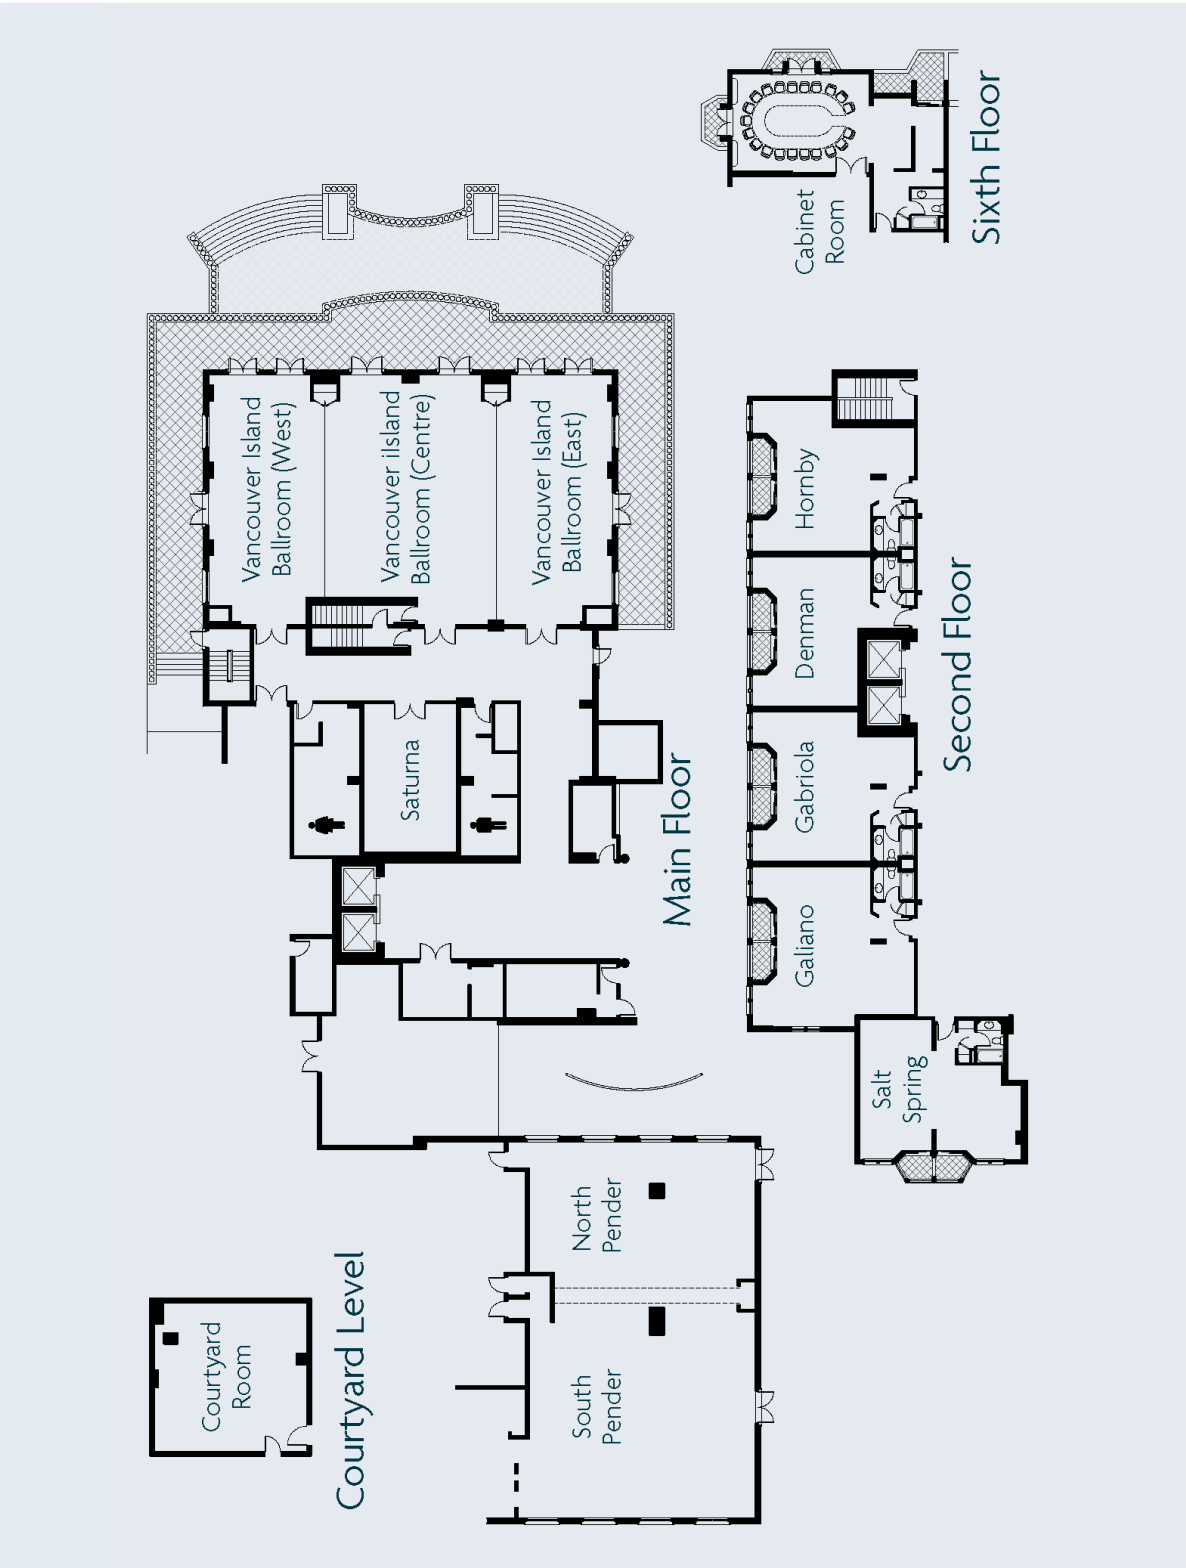 Courtyard
Room
Courtyard Level
South
Pender
North
Pender
Saturna
Vancouver Island
Ballroom (West)
Vancouver iIsland
Ballroom (Centre)
Vancouver Island
Ballroom (East)
Main Floor
Salt
Spring
Galiano
Gabriola
Denman
Hornby
Second Floor
Cabinet
Room
Sixth Floor